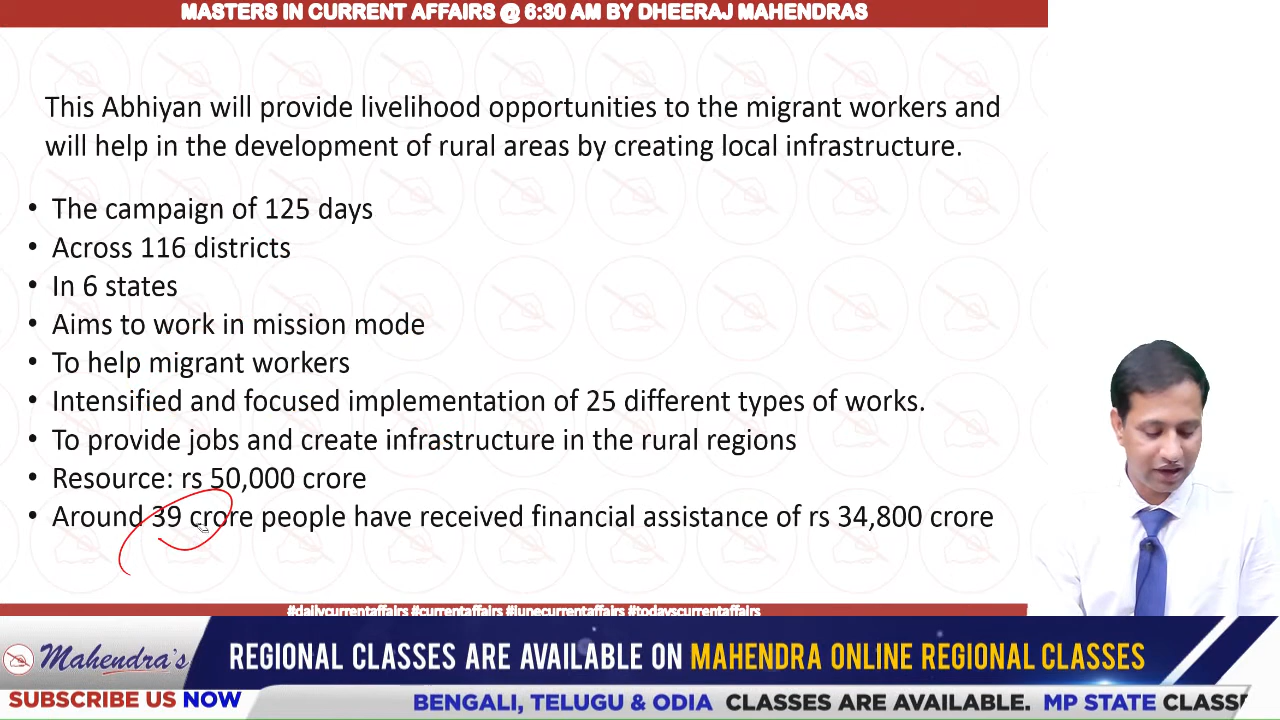 MASTERS IN CURRENT AFFAIRS @ 6:30 AM BY DHEERAJ MAHENDRAS
This Abhiyan will provide livelihood opportunities to the migrant workers and
will help in the development of rural areas by creating local infrastructure.
• The campaign of 125 days
• Across 116 districts
• In 6 states
• Aims to work in mission mode
• To help migrant workers
• Intensified and focused implementation of 25 different types of works.
• To provide jobs and create infrastructure in the rural regions
• Resource: rs 50,000 crore
• Around 39 crore people have received financial assistance of rs 34,800 crore
#dailycurrentaffairs #currentaffairs #junecurrentaffairs #todayscurrentaffairs
Mahendra's REGIONAL CLASSES ARE AVAILABLE ON MAHENDRA ONLINE REGIONAL CLASSES
SUBSCRIBE US NOW BENGALI, TELUGU & ODIA CLASSES ARE AVAILABLE. MP STATE CLASSE